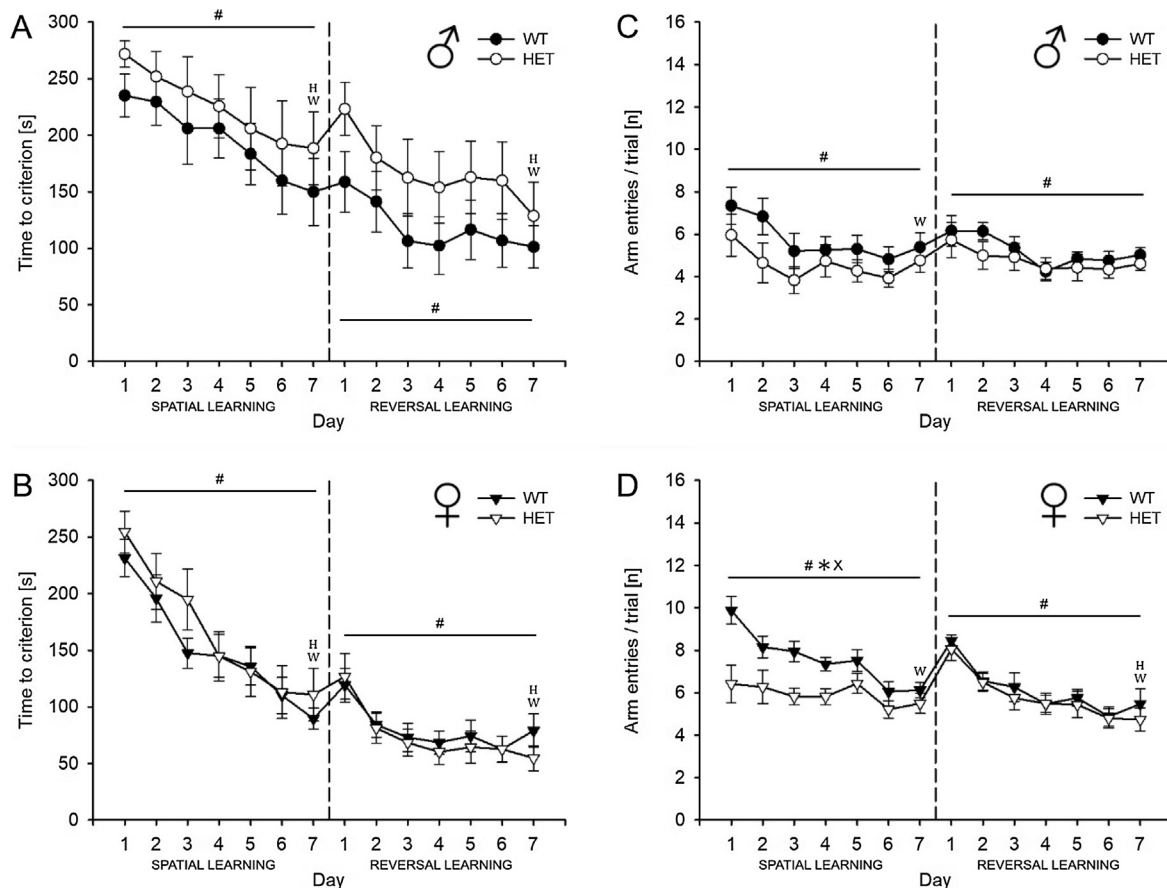 A
Time to criterion [s]
300
250
200
150
100
50
0
#
♂
WT
HET
H
W
H
W
#
1 2 3 4 5 6 7 1 2 3 4 5 6 7
SPATIAL LEARNING REVERSAL LEARNING
Day
C
Arm entries / trial [n]
16
14
12
10
8
6
4
2
0
♂
WT
HET
#
W
#
1 2 3 4 5 6 7 1 2 3 4 5 6 7
SPATIAL LEARNING REVERSAL LEARNING
Day
B
Time to criterion [s]
300
250
200
150
100
50
0
#
♀
WT
HET
H
W
#
H
W
1 2 3 4 5 6 7 1 2 3 4 5 6 7
SPATIAL LEARNING REVERSAL LEARNING
Day
D
Arm entries / trial [n]
16
14
12
10
8
6
4
2
0
♀
WT
HET
# * x
W
#
H
W
1 2 3 4 5 6 7 1 2 3 4 5 6 7
SPATIAL LEARNING REVERSAL LEARNING
Day